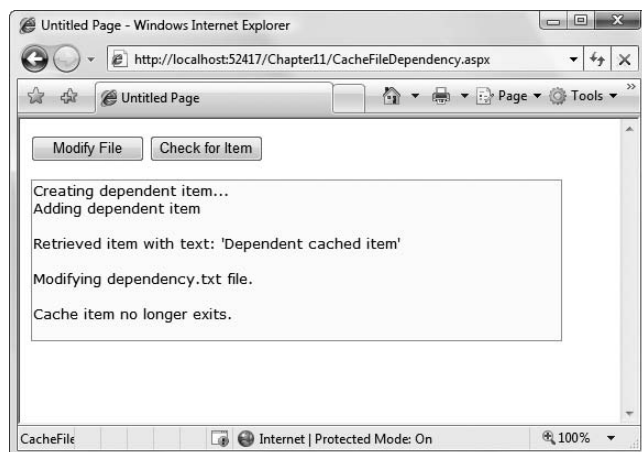 Untitled Page - Windows Internet Explorer
http://localhost:52417/Chapter11/CacheFileDependency.aspx
Untitled Page
Page
Tools
Modify File
Check for Item
Creating dependent item...
Adding dependent item
Retrieved item with text: 'Dependent cached item'
Modifying dependency.txt file.
Cache item no longer exits.
CacheFile
Internet | Protected Mode: On
100%